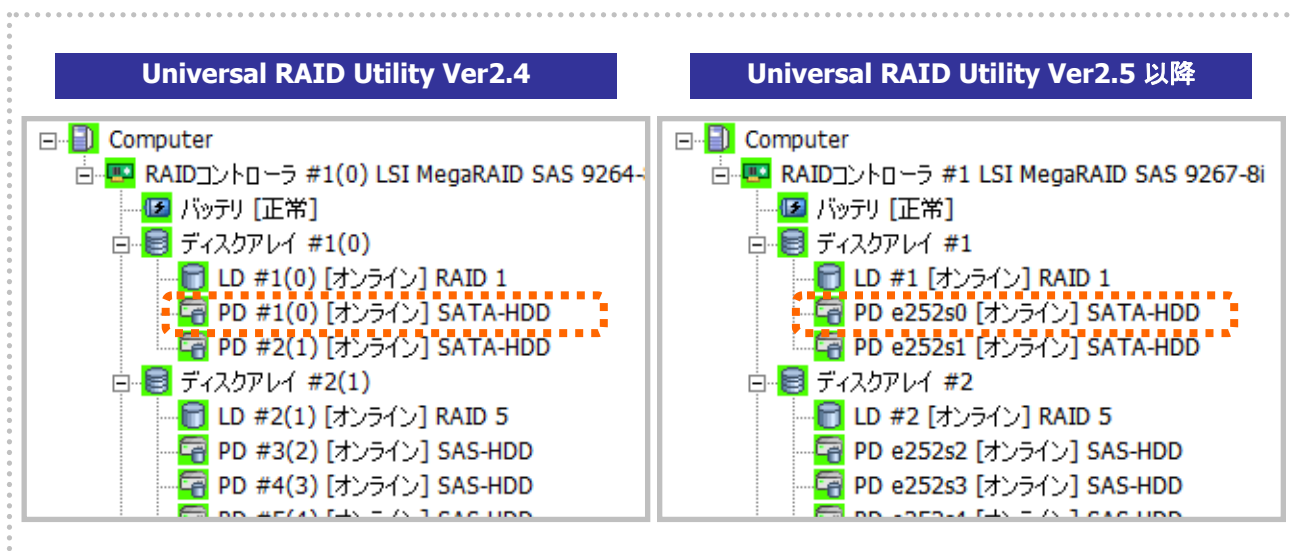 Universal RAID Utility Ver2.4
Computer
RAIDコントローラ #1(0) LSI MegaRAID SAS 9264-
バッテリ [正常]
ディスクアレイ #1(0)
LD #1(0) [オンライン] RAID 1
PD #1(0) [オンライン] SATA-HDD
PD #2(1) [オンライン] SATA-HDD
ディスクアレイ #2(1)
LD #2(1) [オンライン] RAID 5
PD #3(2) [オンライン] SAS-HDD
PD #4(3) [オンライン] SAS-HDD
Universal RAID Utility Ver2.5 以降
Computer
RAIDコントローラ #1 LSI MegaRAID SAS 9267-8i
バッテリ [正常]
ディスクアレイ #1
LD #1 [オンライン] RAID 1
PD e252s0 [オンライン] SATA-HDD
PD e252s1 [オンライン] SATA-HDD
ディスクアレイ #2
LD #2 [オンライン] RAID 5
PD e252s2 [オンライン] SAS-HDD
PD e252s3 [オンライン] SAS-HDD